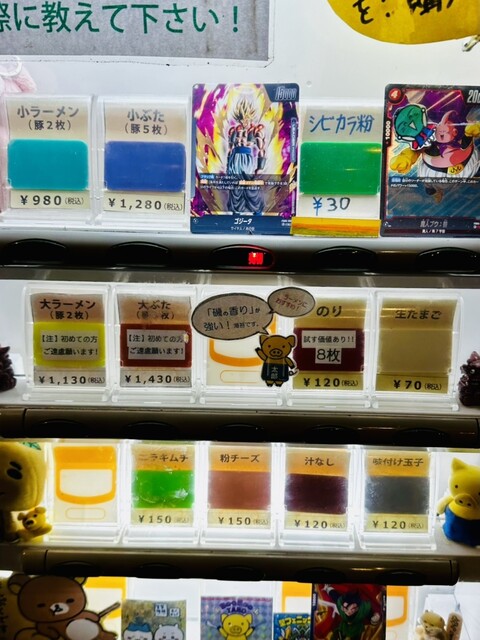 際に教えて下さい！
小ラーメン
（豚2枚）
¥980（税込）
小ぶた
（豚5枚）
¥1,280（税込）
15000
ゴジータ
シビカラ粉
¥30
4
10000
大ラーメン
（豚2枚）
【注】初めての方
ご遠慮願います！
¥1,130（税込）
大ぶた
【注】初めての方
ご遠慮願います！
¥1,430（税込）
「磯の香り」が
強い！
のり
試す価値あり！！
8枚
¥120（税込）
生たまご
¥70（税込）
ニラキムチ
¥150（税込）
粉チーズ
¥150（税込）
汁なし
¥120（税込）
味付け玉子
¥120（税込）